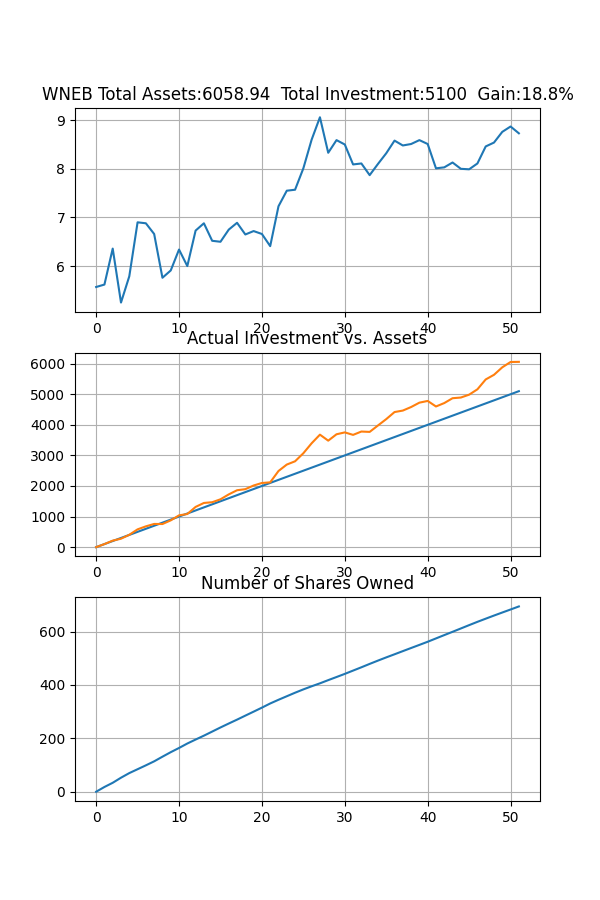 WNEB Total Assets:6058.94  Total Investment:5100  Gain:18.8%
9
8
7
6
0 10 20 30 40 50
Actual Investment vs. Assets
6000
5000
4000
3000
2000
1000
0
0 10 20 30 40 50
Number of Shares Owned
600
400
200
0
0 10 20 30 40 50